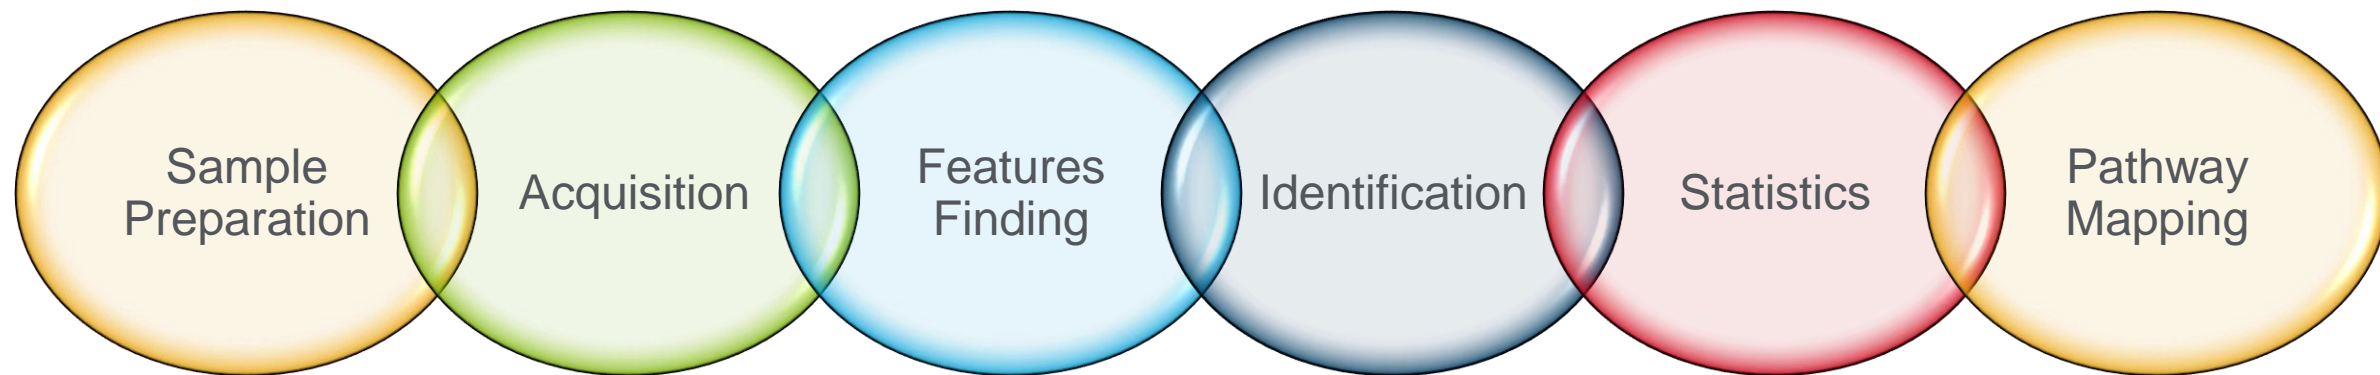 Sample
Preparation
Acquisition
Features
Finding
Identification
Statistics
Pathway
Mapping